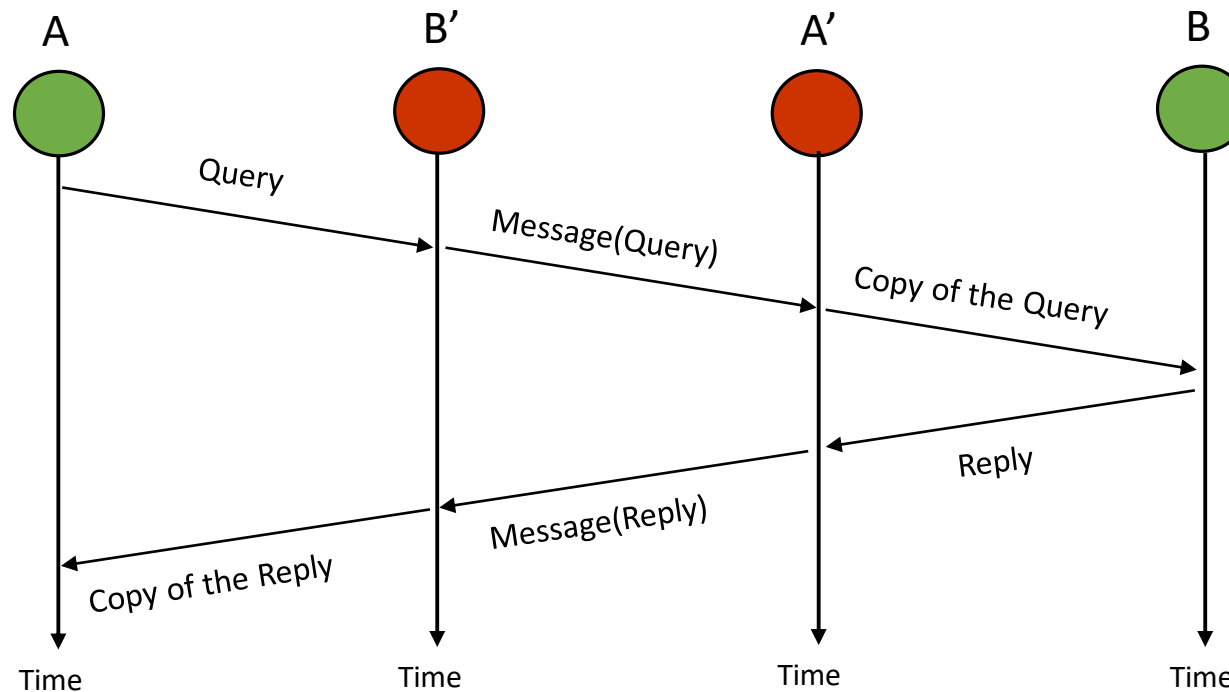 A
B’
A’
B
Query
Message(Query)
Copy of the Query
Reply
Message(Reply)
Copy of the Reply
Time
Time
Time
Time